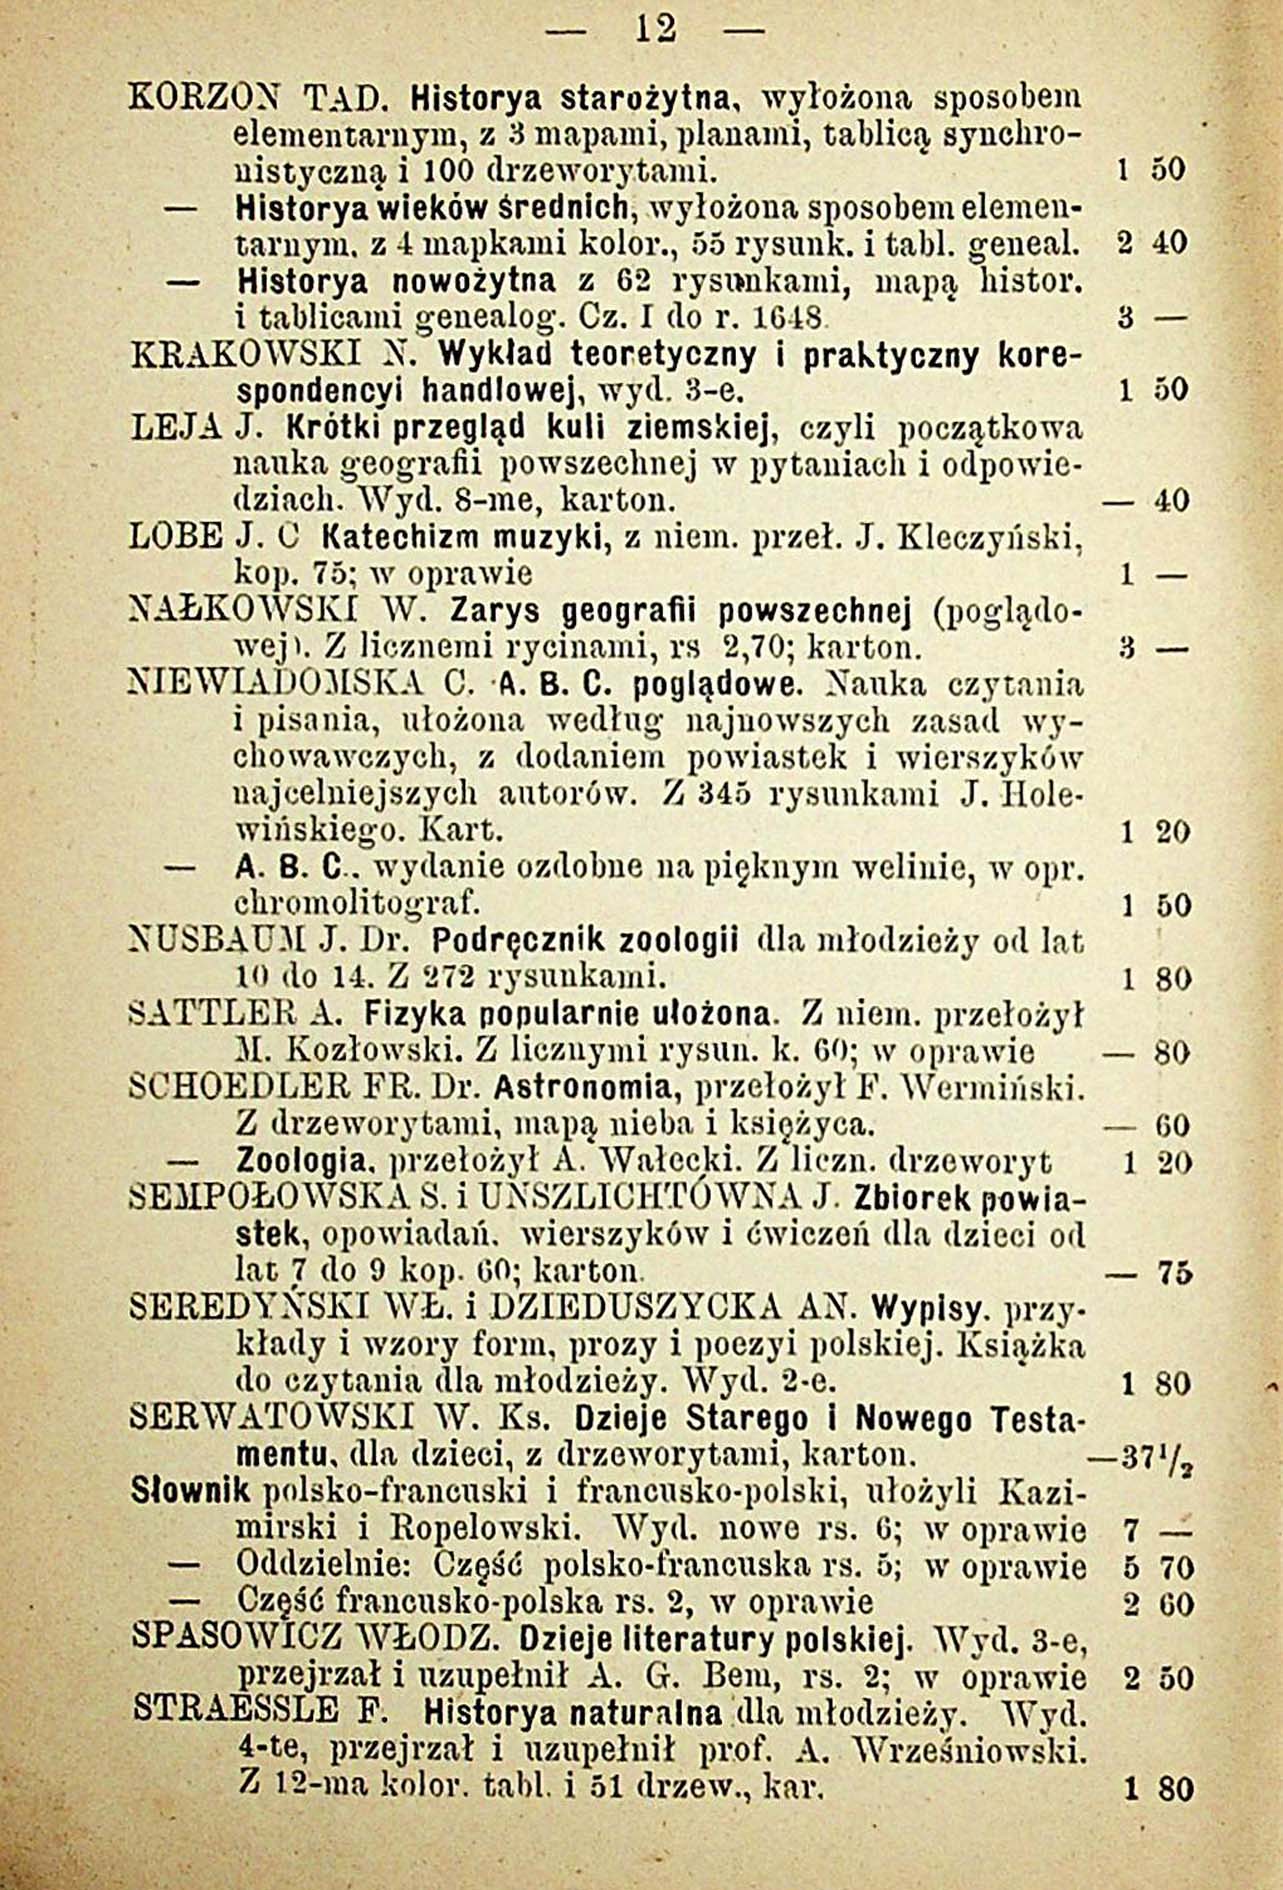 — 12 —
KORZON TAD. Historya starożytna, wyłożona sposobem
elementarnym, z 3 mapami, planami, tablicą synchro-
nistyczną i 100 drzeworytami. 1 50
— Historya wieków średnich, wyłożona sposobem elemen-
tarnym, z 4 mapkami kolor., 55 rysunk. i tabl. geneal. 2 40
— Historya nowożytna z 62 rysunkami, mapą histor.
i tablicami genealog. Cz. I do r. 1648. 3 —
KRAKOWSKI N. Wykład teoretyczny i praktyczny kore-
spondencyi handlowej, wyd. 3-e. 1 50
LEJA J. Krótki przegląd kuli ziemskiej, czyli początkowa
nauka geografii powszechnej w pytaniach i odpowie-
dziach. Wyd. 8-me, karton. — 40
LOBE J. C Katechizm muzyki, z niem. przeł. J. Kleczyński,
kop. 75; w oprawie 1 —
NAŁKOWSKI W. Zarys geografii powszechnej (poglądo-
wej). Z licznemi rycinami, rs 2,70; karton. 3 —
NIEWIADOMSKA C. A. B. C. poglądowe. Nauka czytania
i pisania, ułożona według najnowszych zasad wy-
chowawczych, z dodaniem powiastek i wierszyków
najcelniejszych autorów. Z 345 rysunkami J. Hole-
wińskiego. Kart. 1 20
— A. B. C., wydanie ozdobne na pięknym welinie, w opr.
chromolitograf. 1 50
NUSBAUM J. Dr. Podręcznik zoologii dla młodzieży od lat
10 do 14. Z 272 rysunkami. 1 80
SATTLER A. Fizyka popularnie ułożona. Z niem. przełożył
M. Kozłowski. Z licznymi rysun. k. 60; w oprawie — 80
SCHOEDLER FR. Dr. Astronomia, przełożył F. Wermiński.
Z drzeworytami, mapą nieba i księżyca. — 60
— Zoologia, przełożył A. Wałecki. Z liczn. drzeworyt 1 20
SEMPOŁOWSKA S. i UNSZLICHTÓWNA J. Zbiorek powia-
stek, opowiadań, wierszyków i ćwiczeń dla dzieci od
lat 7 do 9 kop. 60; karton. — 75
SEREDYŃSKI WŁ. i DZIEDUSZYCKA AN. Wypisy, przy-
kłady i wzory form, prozy i poezyi polskiej. Książka
do czytania dla młodzieży. Wyd. 2-e. 1 80
SERWATOWSKI W. Ks. Dzieje Starego i Nowego Testa-
mentu, dla dzieci, z drzeworytami, karton. —37½
Słownik polsko-francuski i francusko-polski, ułożyli Kazi-
mirski i Ropelowski. Wyd. nowe rs. 6; w oprawie 7 —
— Oddzielnie: Część polsko-francuska rs. 5; w oprawie 5 70
— Część francusko-polska rs. 2, w oprawie 2 60
SPASOWICZ WŁODZ. Dzieje literatury polskiej. Wyd. 3-e,
przejrzał i uzupełnił A. G. Bem, rs. 2; w oprawie 2 50
STRAESSLE F. Historya naturalna dla młodzieży. Wyd.
4-te, przejrzał i uzupełnił prof. A. Wrześniowski.
Z 12-ma kolor. tabl. i 51 drzew., kar. 1 80